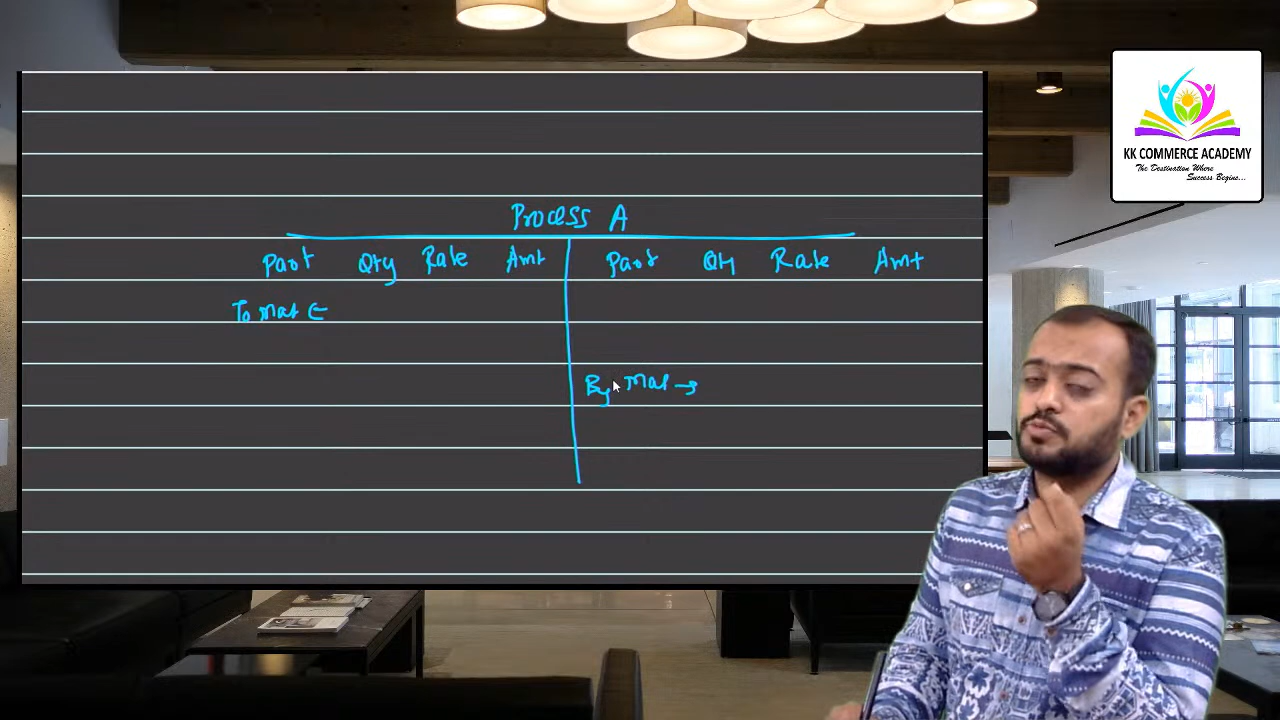 Process A
Part Qty Rate Amt Part Qty Rate Amt
To mat ←
By mat →
KK COMMERCE ACADEMY
The Destination Where
Success Begins...